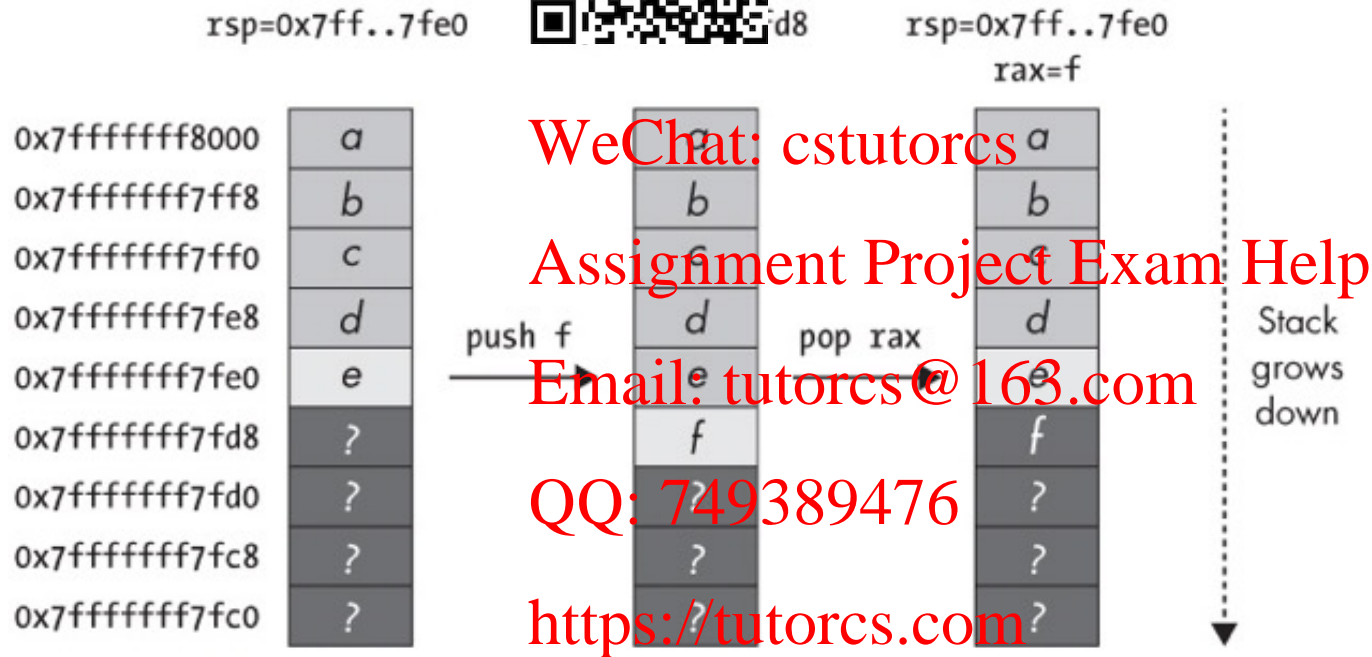 rsp=0x7ff..7fe0 d8 rsp=0x7ff..7fe0
rax=f
0x7fffffff8000 a a a
WeChat: cstutorcs
0x7fffffff7ff8 b b b
0x7fffffff7ff0 c c c
Assignment Project Exam Help
0x7fffffff7fe8 d d d
push f pop rax
Stack
grows
down
0x7fffffff7fe0 e e e
Email: tutorcs@163.com
0x7fffffff7fd8 ? f f
0x7fffffff7fd0 ? ? ?
QQ: 749389476
0x7fffffff7fc8 ? ? ?
0x7fffffff7fc0 ? ? ?
https://tutorcs.com